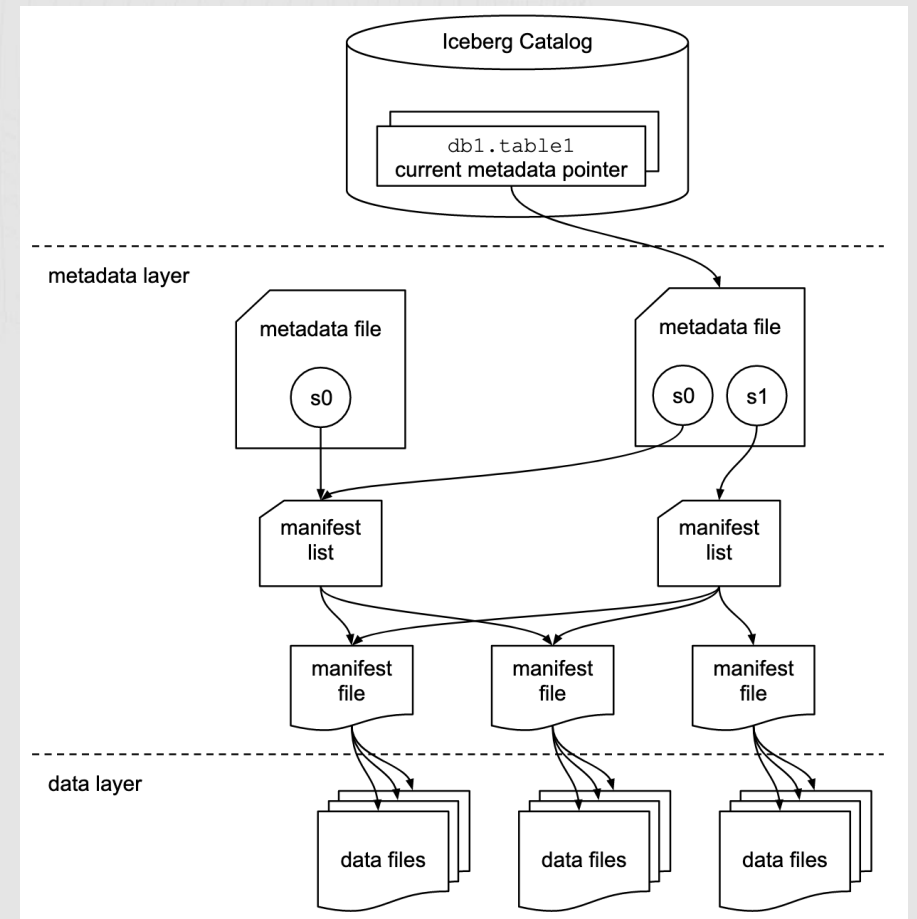 Iceberg Catalog
db1.table1
current metadata pointer
metadata layer
metadata file
metadata file
s0
s0
s1
manifest
list
manifest
list
manifest
file
manifest
file
manifest
file
data layer
data files
data files
data files